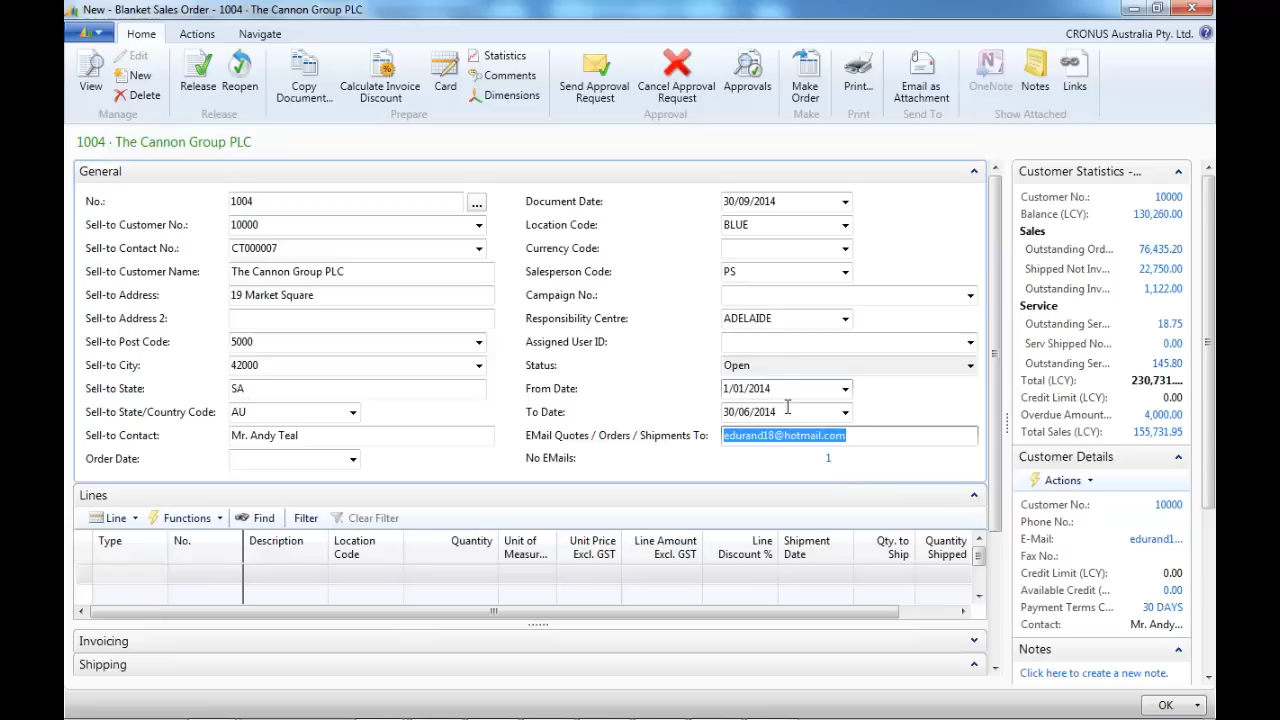 New - Blanket Sales Order - 1004 - The Cannon Group PLC
Home Actions Navigate CRONUS Australia Pty. Ltd.
View Edit New Delete Manage
Release Reopen Release
Copy Document... Calculate Invoice Discount Card Statistics Comments Dimensions Prepare
Send Approval Request Cancel Approval Request Approvals Approval
Make Order Make
Print... Print
Email as Attachment Send To
OneNote Notes Links Show Attached
1004 · The Cannon Group PLC
General
No.: 1004 ...
Sell-to Customer No.: 10000
Sell-to Contact No.: CT000007
Sell-to Customer Name: The Cannon Group PLC
Sell-to Address: 19 Market Square
Sell-to Address 2:
Sell-to Post Code: 5000
Sell-to City: 42000
Sell-to State: SA
Sell-to State/Country Code: AU
Sell-to Contact: Mr. Andy Teal
Order Date:
Document Date: 30/09/2014
Location Code: BLUE
Currency Code:
Salesperson Code: PS
Campaign No.:
Responsibility Centre: ADELAIDE
Assigned User ID:
Status: Open
From Date: 1/01/2014
To Date: 30/06/2014
EMail Quotes / Orders / Shipments To: edurand18@hotmail.com
No EMails: 1
Lines
Line Functions Find Filter Clear Filter
Type No. Description Location Code Quantity Unit of Measur... Unit Price Excl. GST Line Amount Excl. GST Line Discount % Shipment Date Qty. to Ship Quantity Shipped
Invoicing
Shipping
Customer Statistics -...
Customer No.: 10000
Balance (LCY): 130,260.00
Sales
Outstanding Ord... 76,435.20
Shipped Not Inv... 22,750.00
Outstanding Inv... 1,122.00
Service
Outstanding Ser... 18.75
Serv Shipped No... 0.00
Outstanding Ser... 145.80
Total (LCY): 230,731....
Credit Limit (LCY): 0.00
Overdue Amount... 4,000.00
Total Sales (LCY): 155,731.95
Customer Details
Actions
Customer No.: 10000
Phone No.:
E-Mail: edurand1...
Fax No.:
Credit Limit (LCY): 0.00
Available Credit (... 0.00
Payment Terms C... 30 DAYS
Contact: Mr. Andy...
Notes
Click here to create a new note.
OK